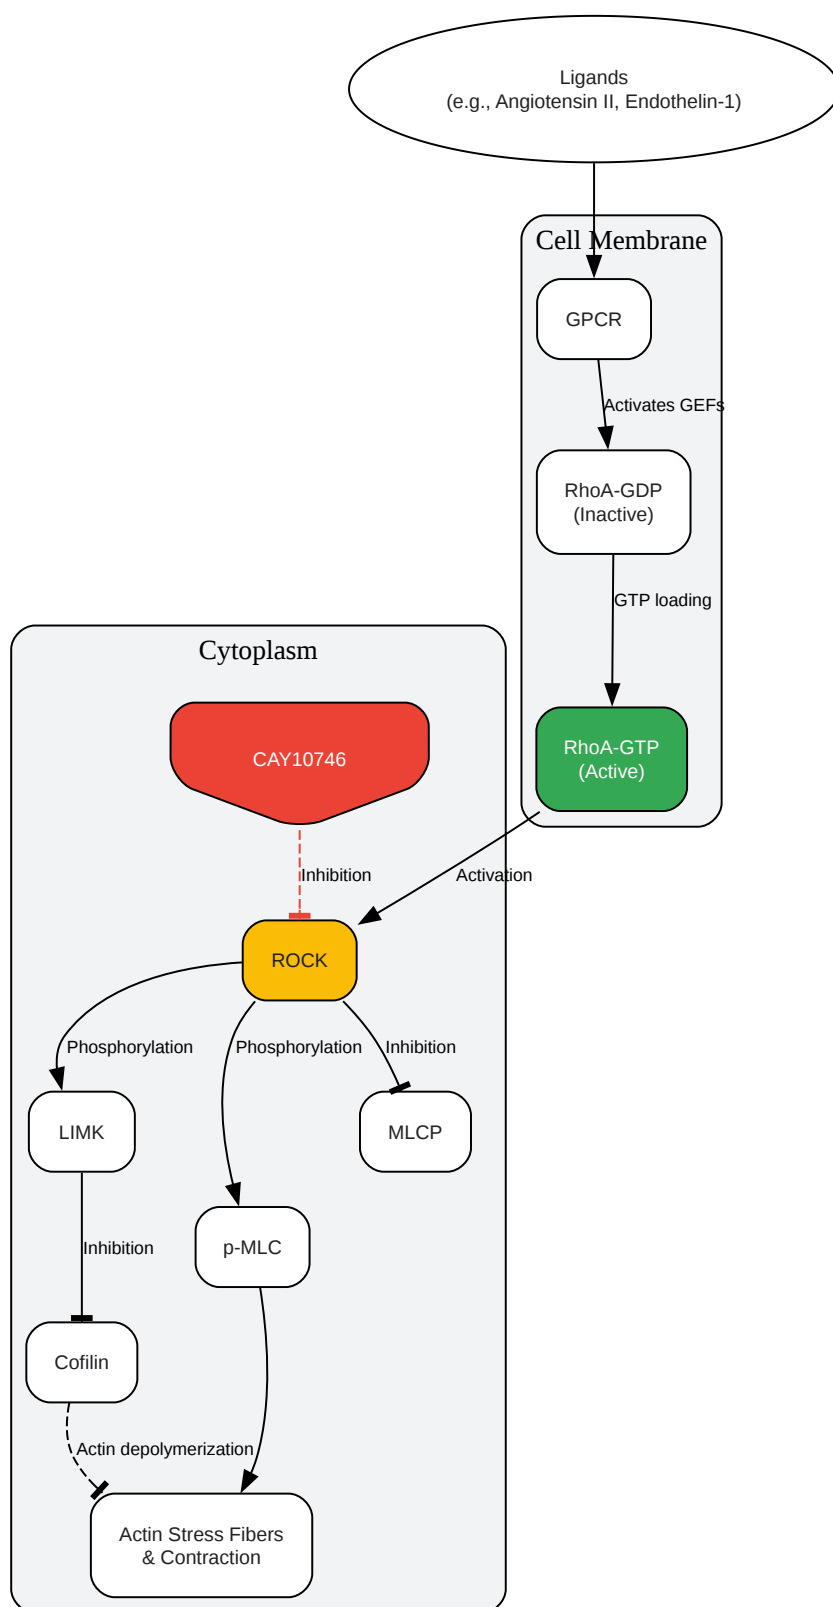 Ligands
(e.g., Angiotensin II, Endothelin-1)
Cell Membrane
GPCR
Activates GEFs
RhoA-GDP
(Inactive)
GTP loading
Cytoplasm
CAY10746
RhoA-GTP
(Active)
Inhibition
Activation
ROCK
Phosphorylation
Phosphorylation
Inhibition
LIMK
MLCP
Inhibition
p-MLC
Cofilin
Actin depolymerization
Actin Stress Fibers
& Contraction